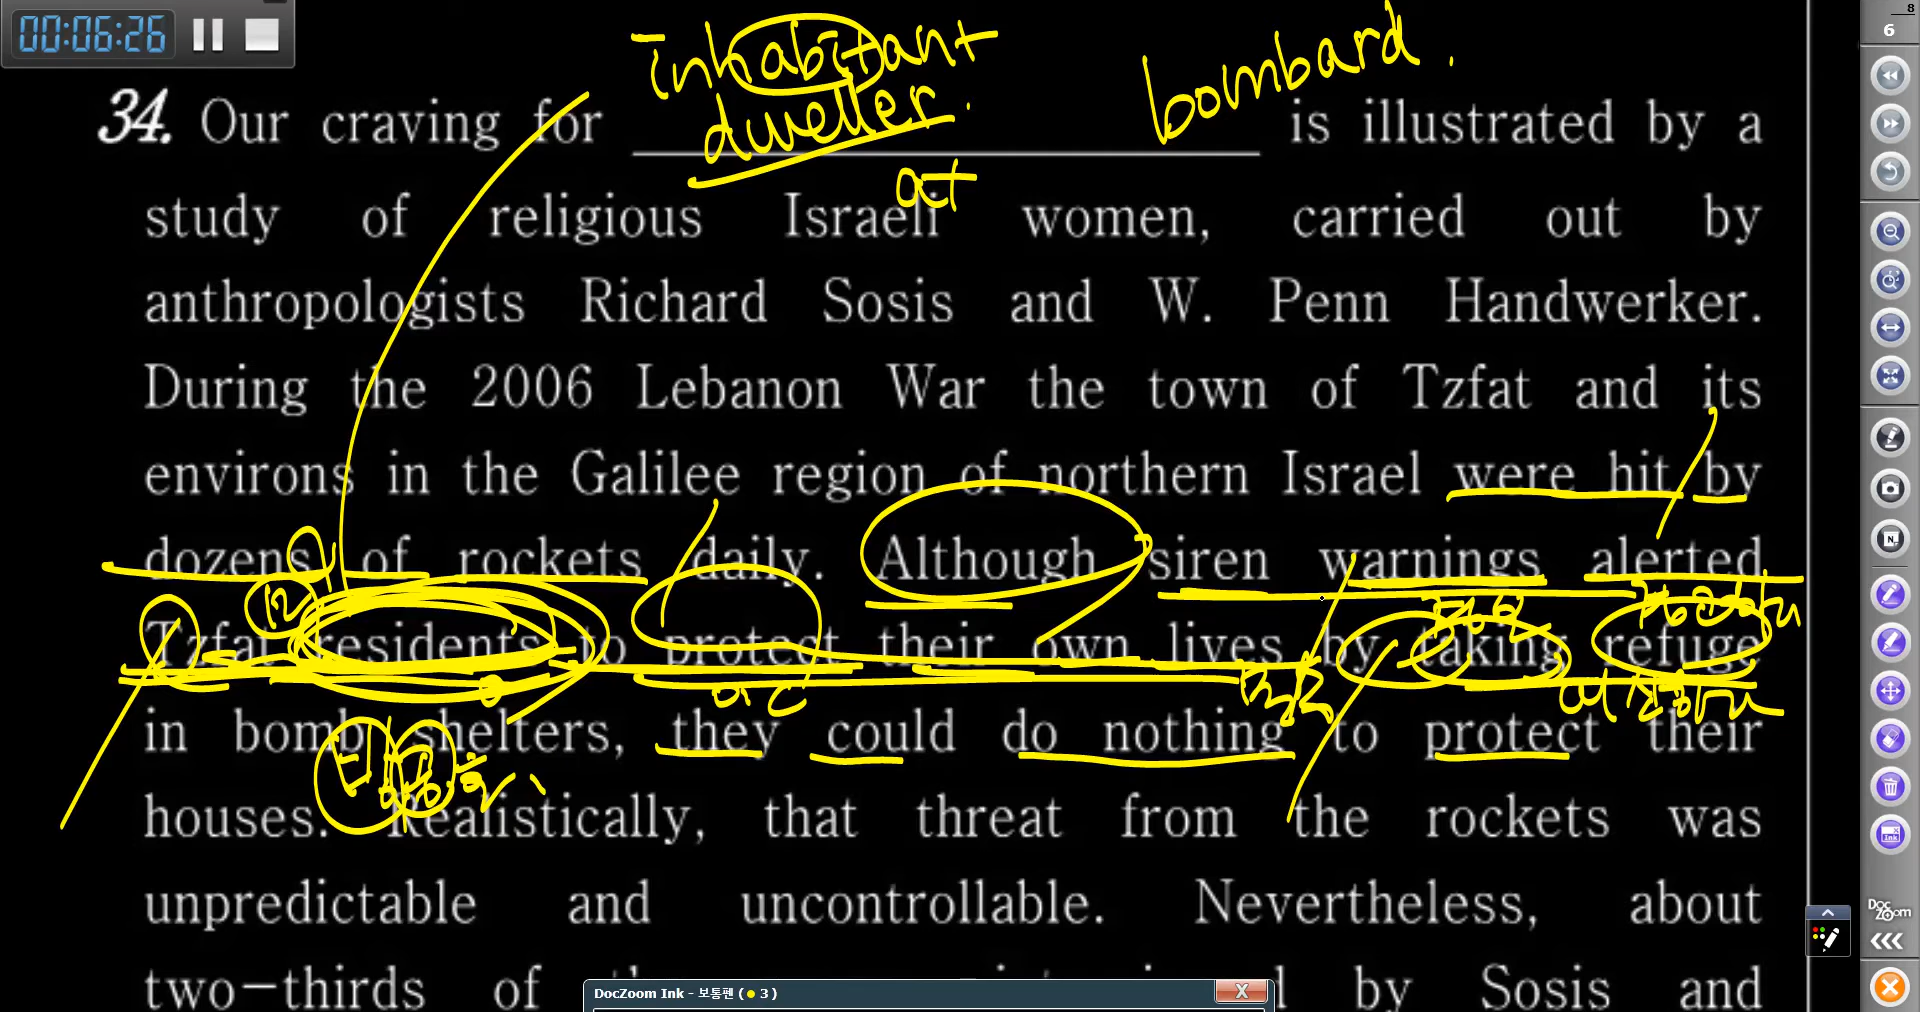 00:06:26
8
6
inhabitant
bombard.
dweller.
34. Our craving for is illustrated by a
at
study of religious Israeli women, carried out by
anthropologists Richard Sosis and W. Penn Handwerker.
During the 2006 Lebanon War the town of Tzfat and its
environs in the Galilee region of northern Israel were hit by
dozens of rockets daily. Although siren warnings alerted
Tzfat residents to protect their own lives by taking refuge
in bomb shelters, they could do nothing to protect their
houses. Realistically, that threat from the rockets was
unpredictable and uncontrollable. Nevertheless, about
two-thirds of by Sosis and
Doc Zoom
DocZoom Ink - 보통펜 ( 3 )